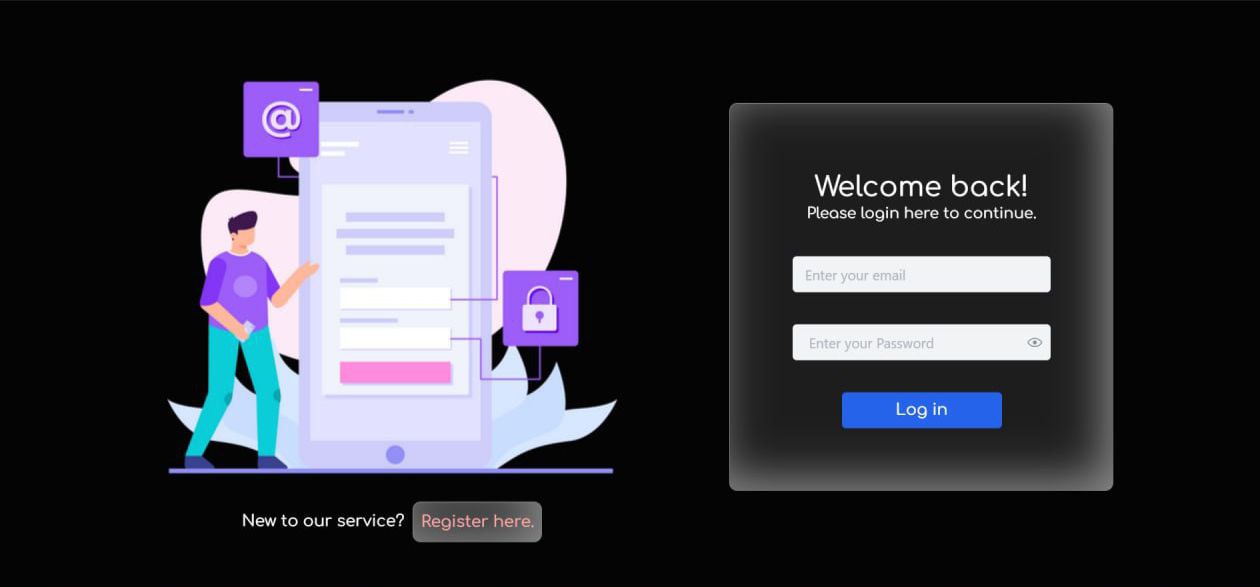 @
New to our service? Register here.
Welcome back!
Please login here to continue.
Enter your email
Enter your Password
Log in